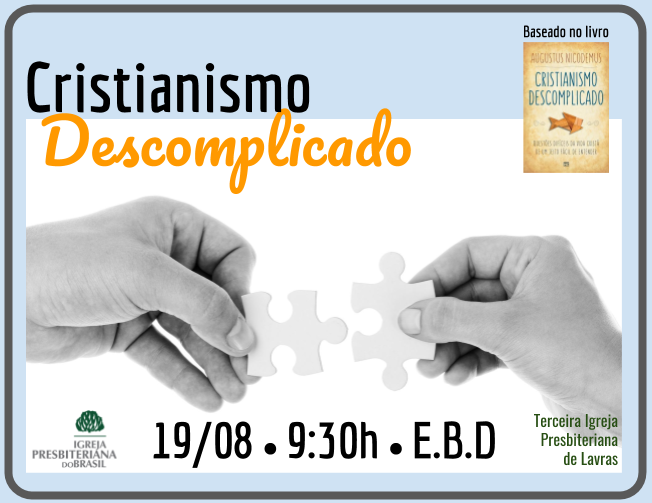 Baseado no livro
AUGUSTUS NICODEMUS
CRISTIANISMO
DESCOMPLICADO
Cristianismo
Descomplicado
IGREJA
PRESBITERIANA
DO BRASIL
19/08 • 9:30h • E.B.D
Terceira Igreja
Presbiteriana
de Lavras